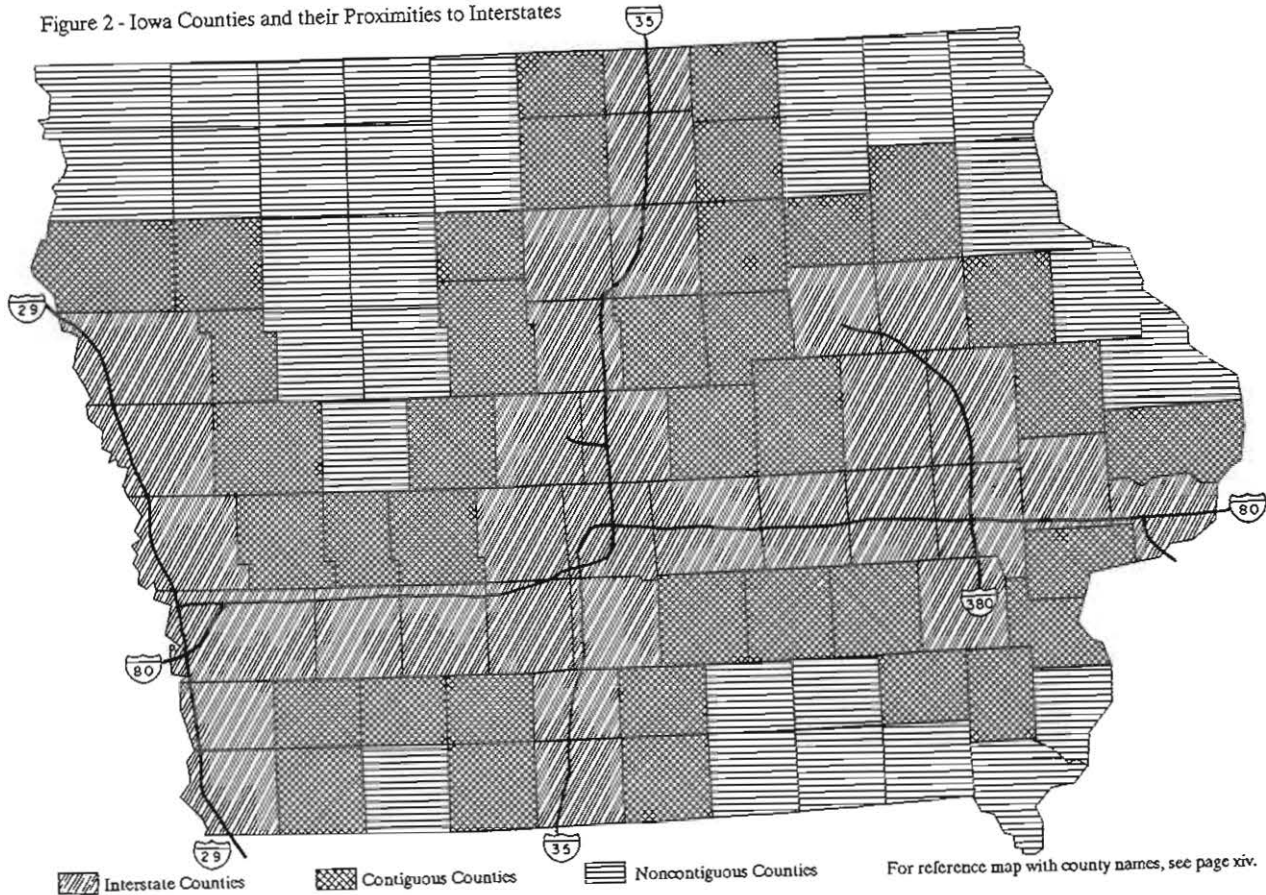 Figure 2 - Iowa Counties and their Proximities to Interstates
35
29
80
380
80
29
35
Interstate Counties
Contiguous Counties
Noncontiguous Counties
For reference map with county names, see page xiv.